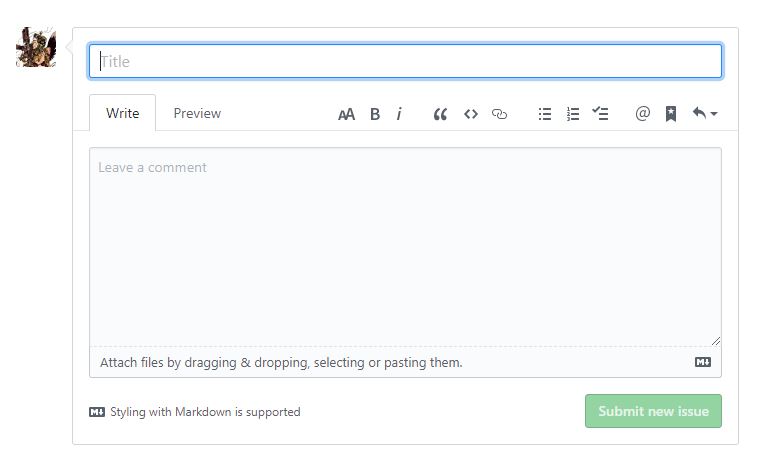 Title
Write Preview AA B i @
Leave a comment
Attach files by dragging & dropping, selecting or pasting them.
Styling with Markdown is supported
Submit new issue